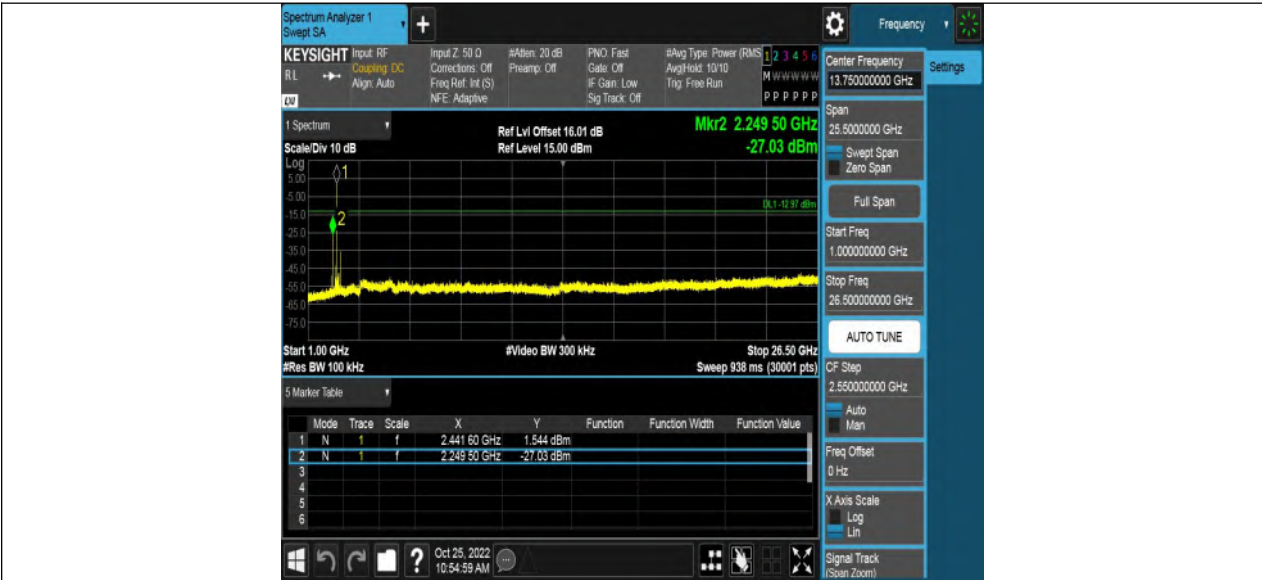 Spectrum Analyzer 1
Swept SA
+
Frequency
KEYSIGHT
Input: RF
Coupling: DC
Align: Auto
Input Z: 50 Ω
Corrections: Off
Freq Ref: Int (S)
NFE: Adaptive
#Atten: 20 dB
Preamp: Off
PNO: Fast
Gate: Off
IF Gain: Low
Sig Track: Off
#Avg Type: Power (RMS
Avg|Hold: 10/10
Trig: Free Run
1 2 3 4 5 6
M W W W W W
P P P P P P
R L
LXI
1 Spectrum
Scale/Div 10 dB
Ref Lvl Offset 16.01 dB
Ref Level 15.00 dBm
Mkr2 2.249 50 GHz
-27.03 dBm
Log
5.00
-5.00
-15.0
-25.0
-35.0
-45.0
-55.0
-65.0
-75.0
1
2
DL1 -12.97 dBm
Start 1.00 GHz
#Res BW 100 kHz
#Video BW 300 kHz
Stop 26.50 GHz
Sweep 938 ms (30001 pts)
5 Marker Table
Mode Trace Scale X Y Function Function Width Function Value
1 N 1 f 2.441 60 GHz 1.544 dBm
2 N 1 f 2.249 50 GHz -27.03 dBm
3
4
5
6
?
Oct 25, 2022
10:54:59 AM
Center Frequency
13.750000000 GHz
Settings
Span
25.5000000 GHz
Swept Span
Zero Span
Full Span
Start Freq
1.000000000 GHz
Stop Freq
26.500000000 GHz
AUTO TUNE
CF Step
2.550000000 GHz
Auto
Man
Freq Offset
0 Hz
X Axis Scale
Log
Lin
Signal Track
(Span Zoom)